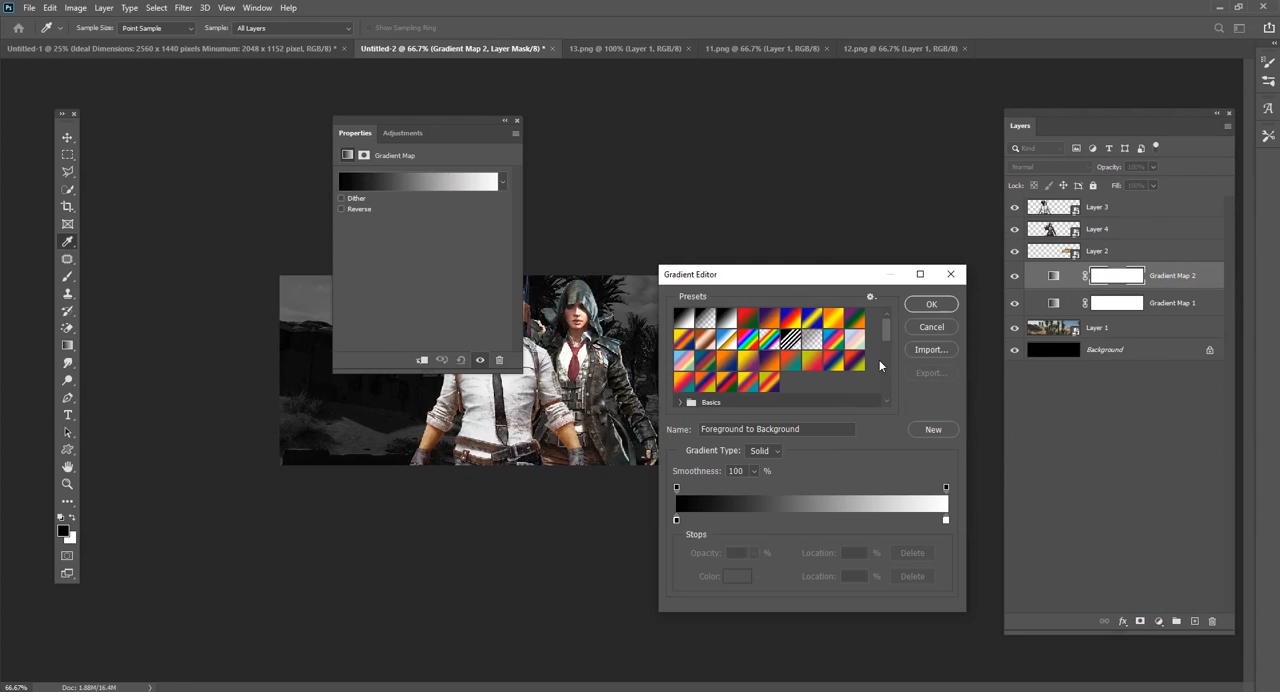 Ps File Edit Image Layer Type Select Filter 3D View Window Help
Sample Size: Point Sample Sample: All Layers Show Sampling Ring
Untitled-1 @ 25% (Ideal Dimensions: 2560 x 1440 pixels Minumum: 2048 x 1152 pixel, RGB/8) * × Untitled-2 @ 66.7% (Gradient Map 2, Layer Mask/8) * × 13.png @ 100% (Layer 1, RGB/8) × 11.png @ 66.7% (Layer 1, RGB/8) × 12.png @ 66.7% (Layer 1, RGB/8) ×
Properties Adjustments
Gradient Map
Dither
Reverse
Gradient Editor
Presets
OK
Cancel
Import...
Export...
Basics
Name: Foreground to Background
New
Gradient Type: Solid
Smoothness: 100 %
Stops
Opacity: % Location: % Delete
Color: Location: % Delete
Layers
Kind
Normal Opacity: 100%
Lock: Fill: 100%
Layer 3
Layer 4
Layer 2
Gradient Map 2
Gradient Map 1
Layer 1
Background
66.67% Doc: 1.88M/16.4M